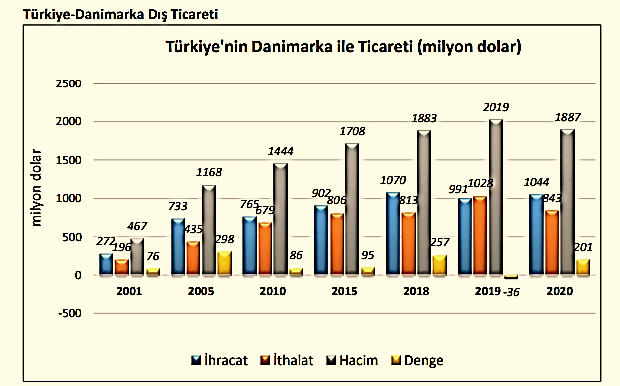 Türkiye-Danimarka Dış Ticareti
Türkiye'nin Danimarka ile Ticareti (milyon dolar)
milyon dolar
2500
2000
1500
1000
500
0
-500
272 196 467 76
733 435 1168 298
765 679 1444 86
902 806 1708 95
1070 813 1883 257
991 1028 2019 -36
1044 843 1887 201
2001 2005 2010 2015 2018 2019 2020
İhracat İthalat Hacim Denge